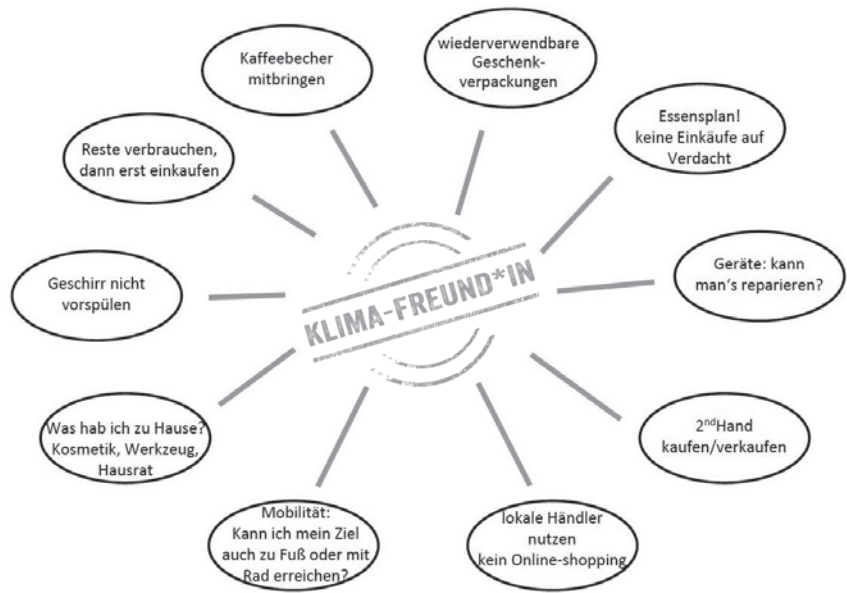 Kaffeebecher
mitbringen
wiederverwendbare
Geschenk-
verpackungen
Essensplan!
keine Einkäufe auf
Verdacht
Reste verbrauchen,
dann erst einkaufen
Geräte: kann
man's reparieren?
Geschirr nicht
vorspülen
KLIMA-FREUND*IN
Was hab ich zu Hause?
Kosmetik, Werkzeug,
Hausrat
2ndHand
kaufen/verkaufen
Mobilität:
Kann ich mein Ziel
auch zu Fuß oder mit
Rad erreichen?
lokale Händler
nutzen
kein Online-shopping